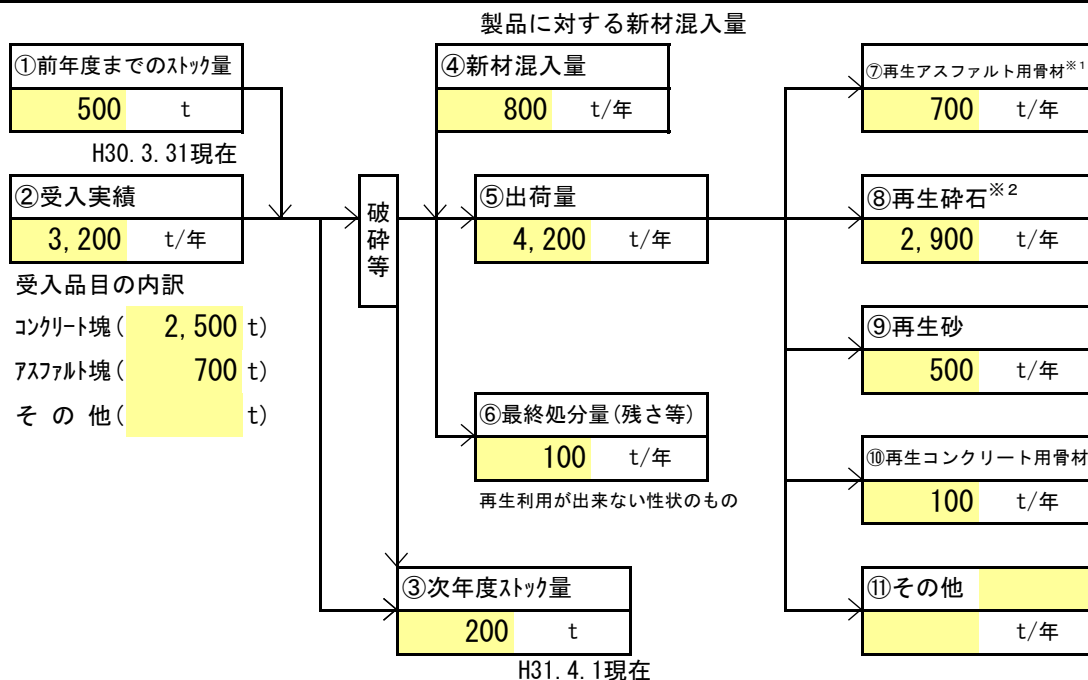 製品に対する新材混入量
①前年度までのｽﾄｯｸ量
500 t
H30.3.31現在
②受入実績
3,200 t/年
受入品目の内訳
ｺﾝｸﾘｰﾄ塊( 2,500 t)
ｱｽﾌｧﾙﾄ塊( 700 t)
そ の 他( t)
破砕等
④新材混入量
800 t/年
⑤出荷量
4,200 t/年
⑥最終処分量(残さ等)
100 t/年
再生利用が出来ない性状のもの
③次年度ｽﾄｯｸ量
200 t
H31.4.1現在
⑦再生アスファルト用骨材※1
700 t/年
⑧再生砕石※2
2,900 t/年
⑨再生砂
500 t/年
⑩再生コンクリート用骨材
100 t/年
⑪その他
t/年